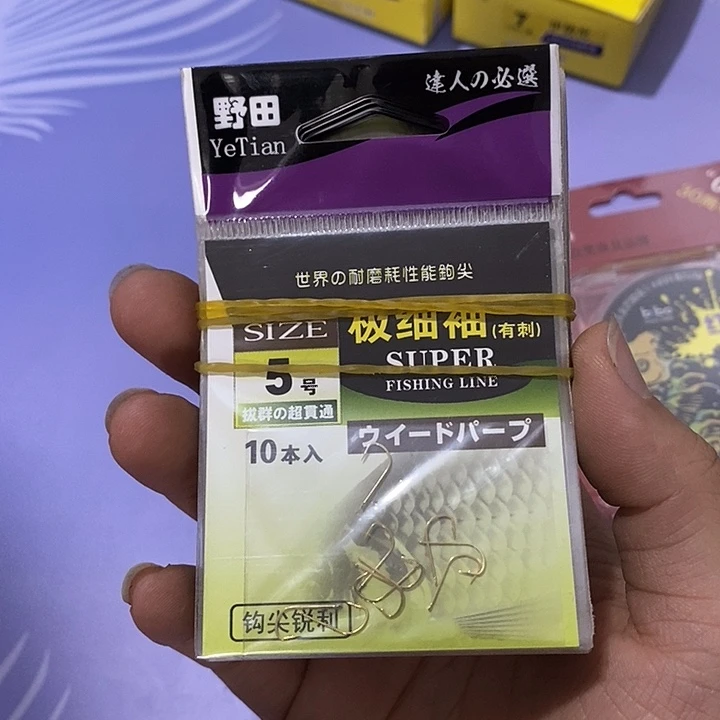 7
野田
YeTian
達人の必選
世界の耐磨耗性能鉤尖
SIZE
极细袖(有刺)
5号
SUPER
FISHING LINE
拔群の超貫通
ウイードパープ
10本入
钩尖锐利